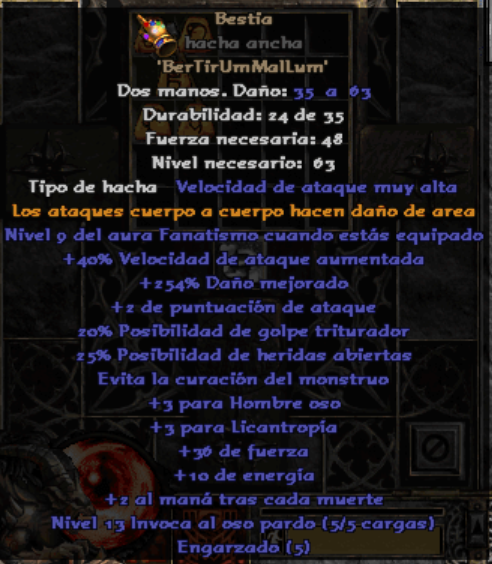 Bestia
hacha ancha
'BerTirUmMalLum'
Dos manos. Daño: 35 a 63
Durabilidad: 24 de 35
Fuerza necesaria: 48
Nivel necesario: 63
Tipo de hacha Velocidad de ataque muy alta
Los ataques cuerpo a cuerpo hacen daño de area
Nivel 9 del aura Fanatismo cuando estás equipado
+40% Velocidad de ataque aumentada
+254% Daño mejorado
+2 de puntuación de ataque
20% Posibilidad de golpe triturador
25% Posibilidad de heridas abiertas
Evita la curación del monstruo
+3 para Hombre oso
+3 para Licantropía
+36 de fuerza
+10 de energía
+2 al maná tras cada muerte
Nivel 13 Invoca al oso pardo (5/5 cargas)
Engarzado (5)